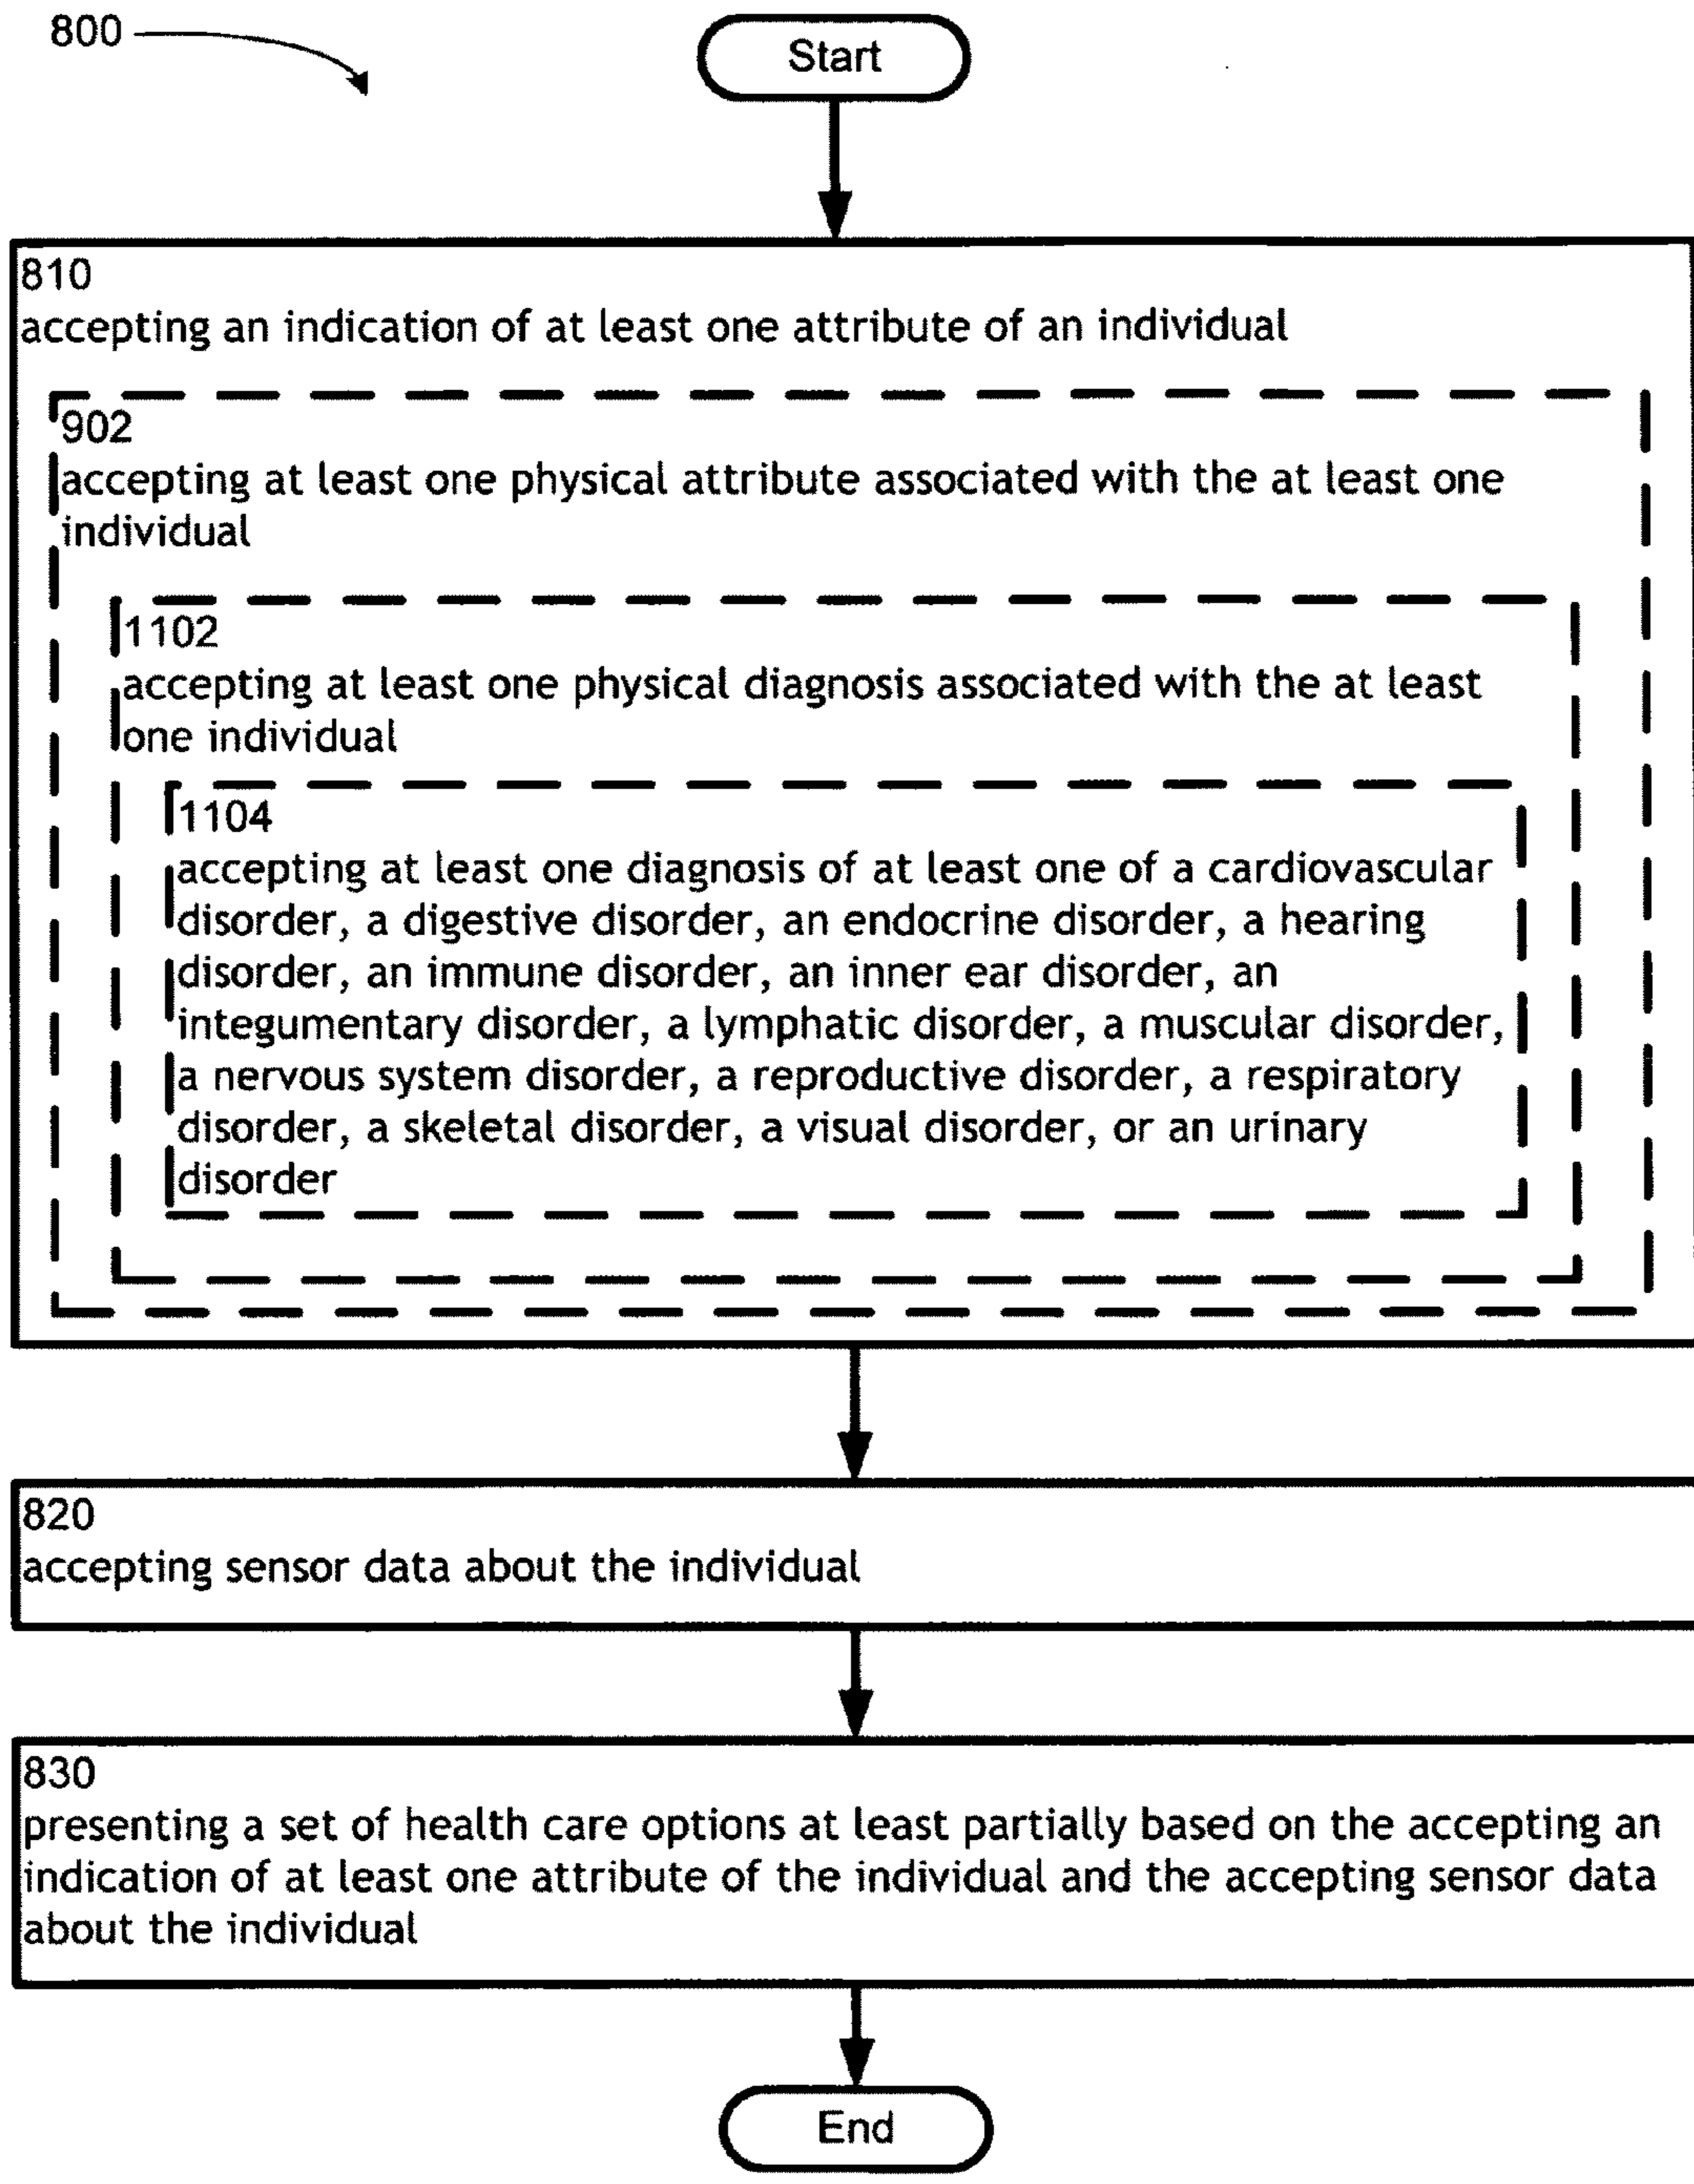 800
Start
810
accepting an indication of at least one attribute of an individual
902
accepting at least one physical attribute associated with the at least one
individual
1102
accepting at least one physical diagnosis associated with the at least
one individual
1104
accepting at least one diagnosis of at least one of a cardiovascular
disorder, a digestive disorder, an endocrine disorder, a hearing
disorder, an immune disorder, an inner ear disorder, an
integumentary disorder, a lymphatic disorder, a muscular disorder,
a nervous system disorder, a reproductive disorder, a respiratory
disorder, a skeletal disorder, a visual disorder, or an urinary
disorder
820
accepting sensor data about the individual
830
presenting a set of health care options at least partially based on the accepting an
indication of at least one attribute of the individual and the accepting sensor data
about the individual
End